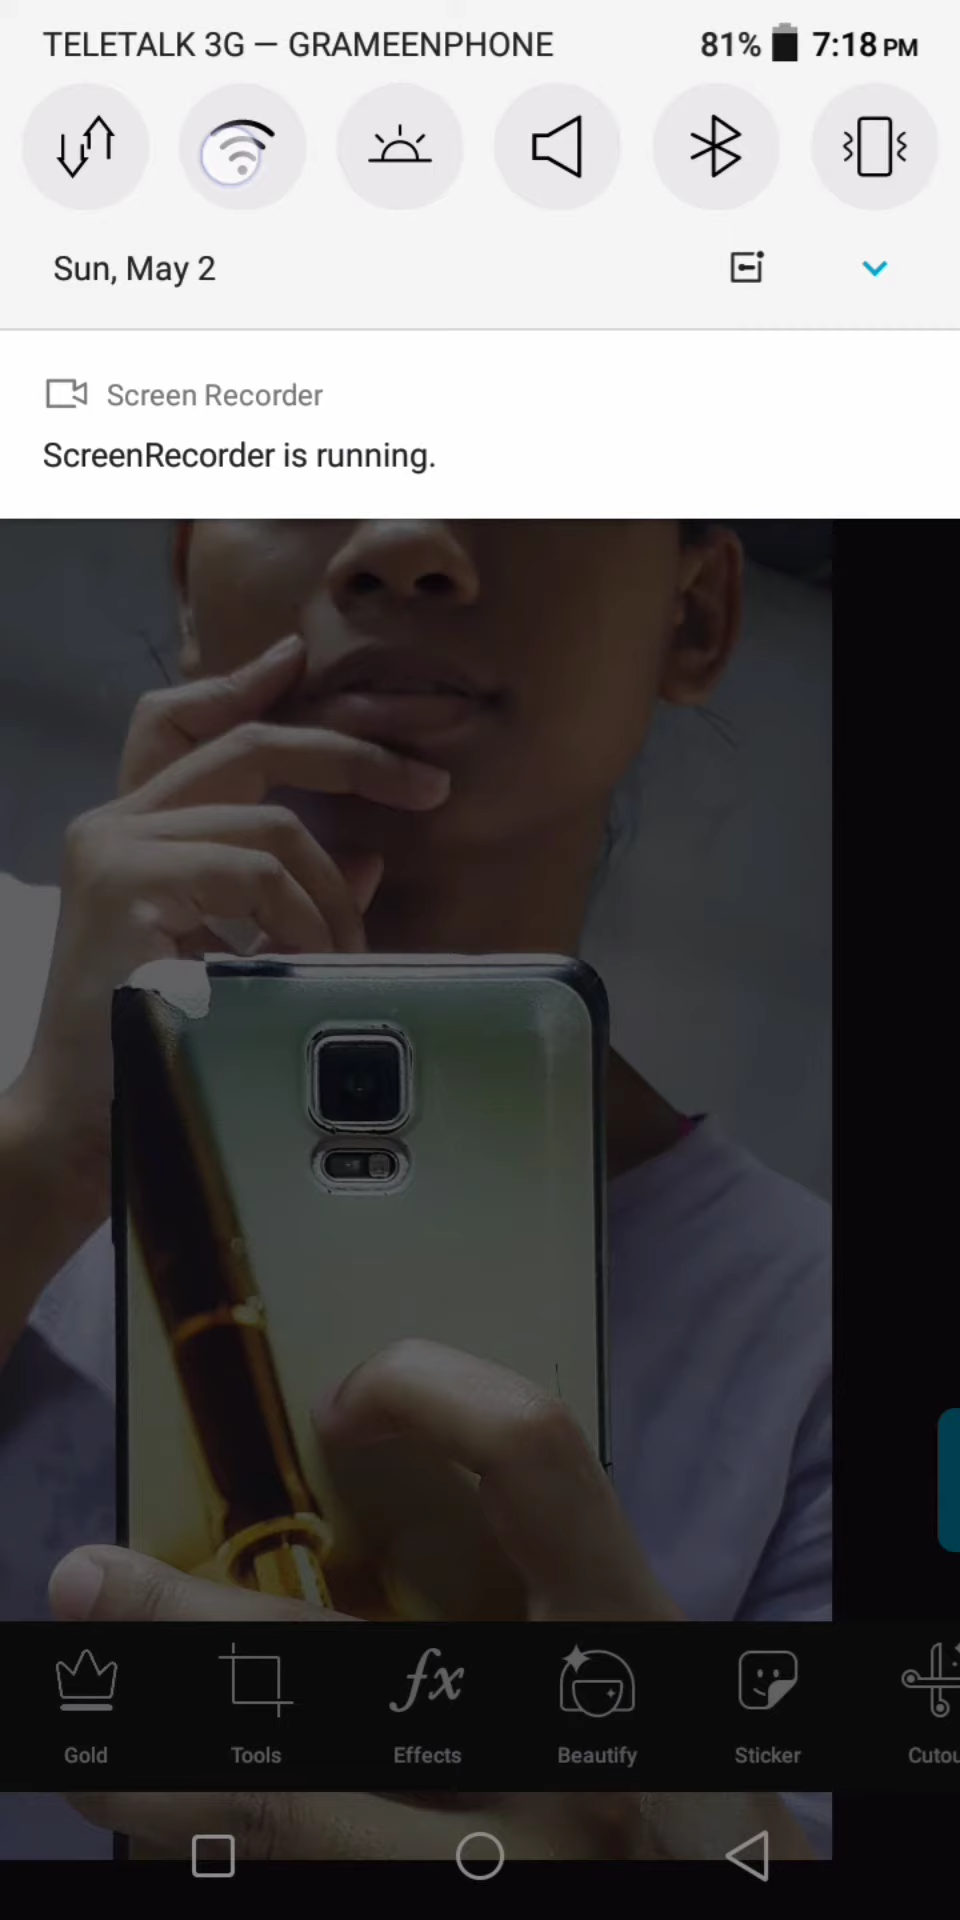 TELETALK 3G — GRAMEENPHONE 81% 7:18 PM
Sun, May 2
Screen Recorder
ScreenRecorder is running.
fx
Gold Tools Effects Beautify Sticker Cutou